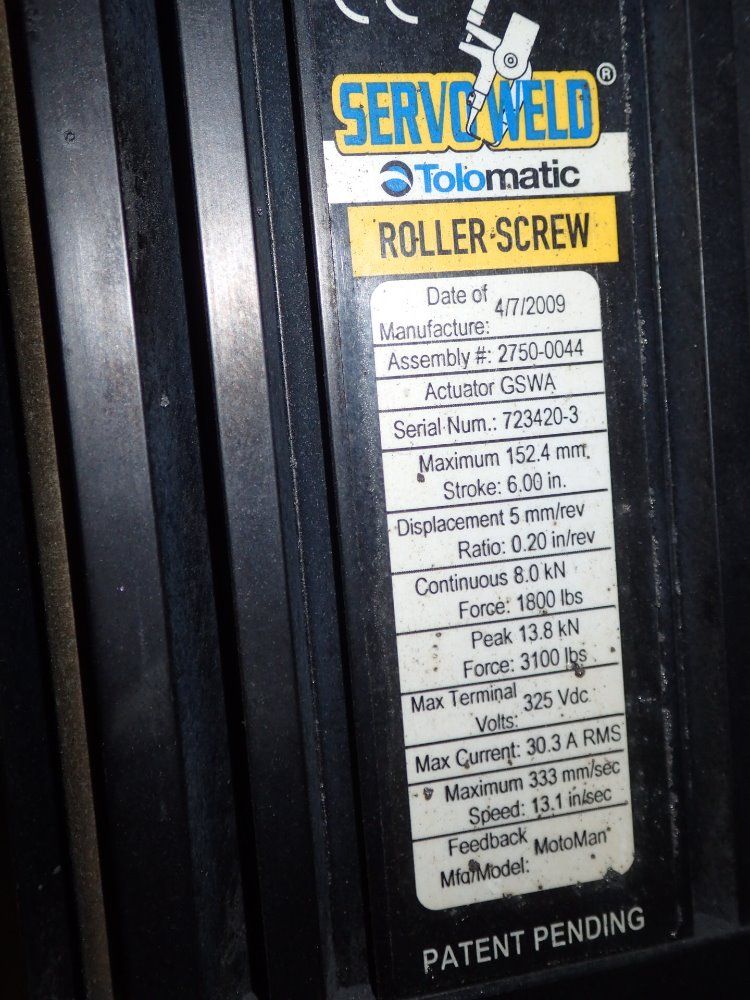 CE
SERVO WELD®
Tolomatic
ROLLER SCREW
Date of
Manufacture: 4/7/2009
Assembly #: 2750-0044
Actuator GSWA
Serial Num.: 723420-3
Maximum 152.4 mm
Stroke: 6.00 in.
Displacement 5 mm/rev
Ratio: 0.20 in/rev
Continuous 8.0 kN
Force: 1800 lbs
Peak 13.8 kN
Force: 3100 lbs
Max Terminal
Volts: 325 Vdc
Max Current: 30.3 A RMS
Maximum 333 mm/sec
Speed: 13.1 in/sec
Feedback
Mfg/Model: MotoMan
PATENT PENDING